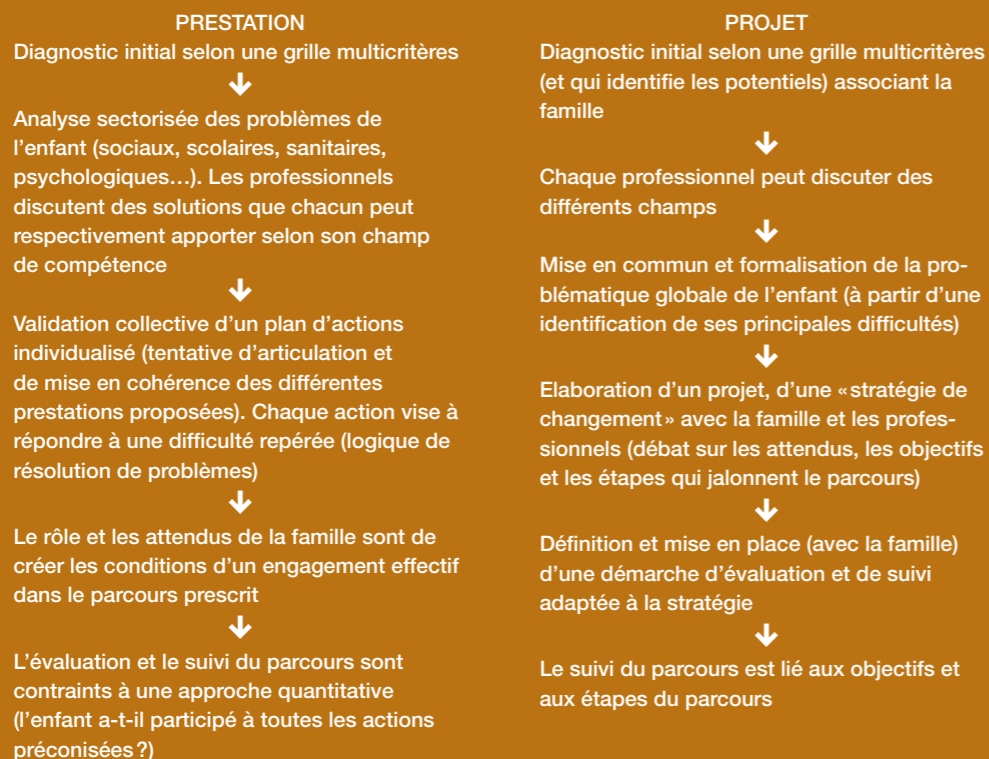 PRESTATION
Diagnostic initial selon une grille multicritères
Analyse sectorisée des problèmes de
l’enfant (sociaux, scolaires, sanitaires,
psychologiques…). Les professionnels
discutent des solutions que chacun peut
respectivement apporter selon son champ
de compétence
Validation collective d’un plan d’actions
individualisé (tentative d’articulation et
de mise en cohérence des différentes
prestations proposées). Chaque action vise à
répondre à une difficulté repérée (logique de
résolution de problèmes)
Le rôle et les attendus de la famille sont de
créer les conditions d’un engagement effectif
dans le parcours prescrit
L’évaluation et le suivi du parcours sont
contraints à une approche quantitative
(l’enfant a-t-il participé à toutes les actions
préconisées ?)
PROJET
Diagnostic initial selon une grille multicritères
(et qui identifie les potentiels) associant la
famille
Chaque professionnel peut discuter des
différents champs
Mise en commun et formalisation de la pro-
blématique globale de l’enfant (à partir d’une
identification de ses principales difficultés)
Elaboration d’un projet, d’une «stratégie de
changement» avec la famille et les profes-
sionnels (débat sur les attendus, les objectifs
et les étapes qui jalonnent le parcours)
Définition et mise en place (avec la famille)
d’une démarche d’évaluation et de suivi
adaptée à la stratégie
Le suivi du parcours est lié aux objectifs et
aux étapes du parcours